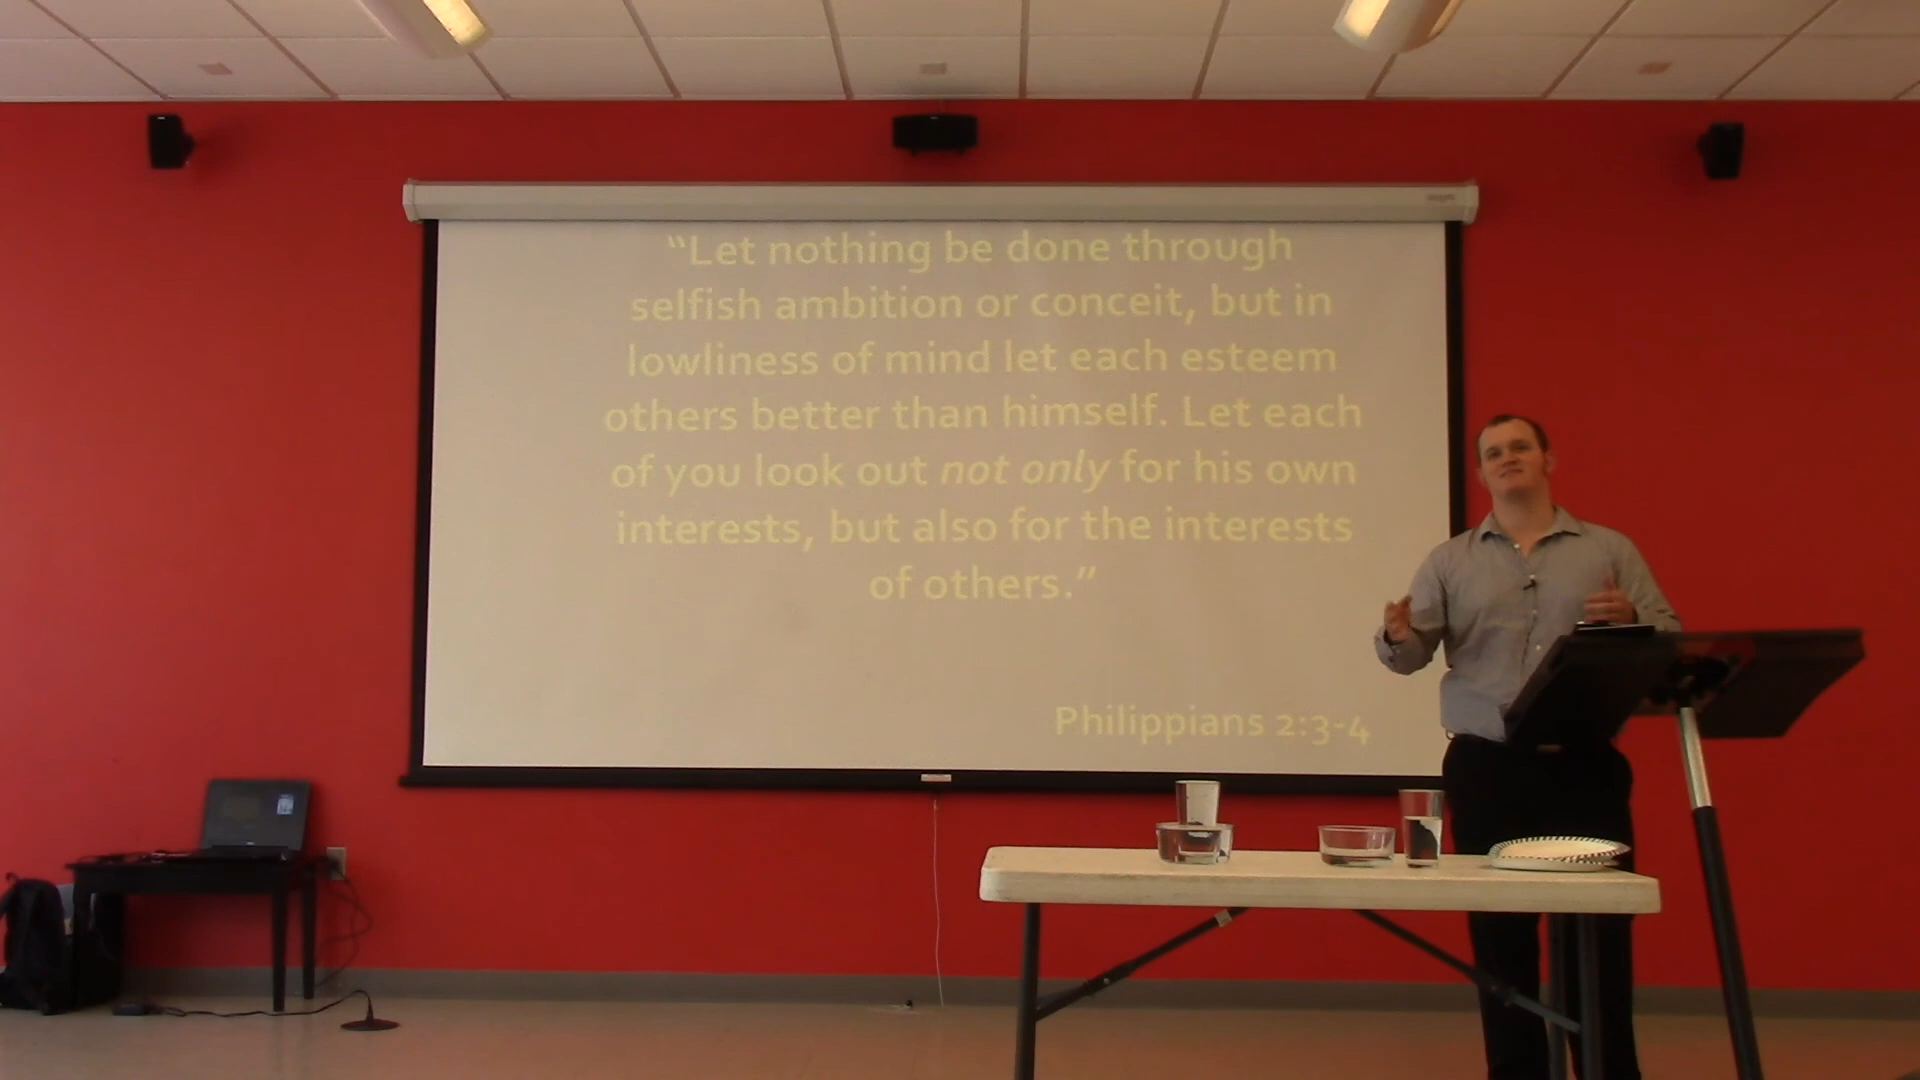 “Let nothing be done through
selfish ambition or conceit, but in
lowliness of mind let each esteem
others better than himself. Let each
of you look out not only for his own
interests, but also for the interests
of others.”
Philippians 2:3-4